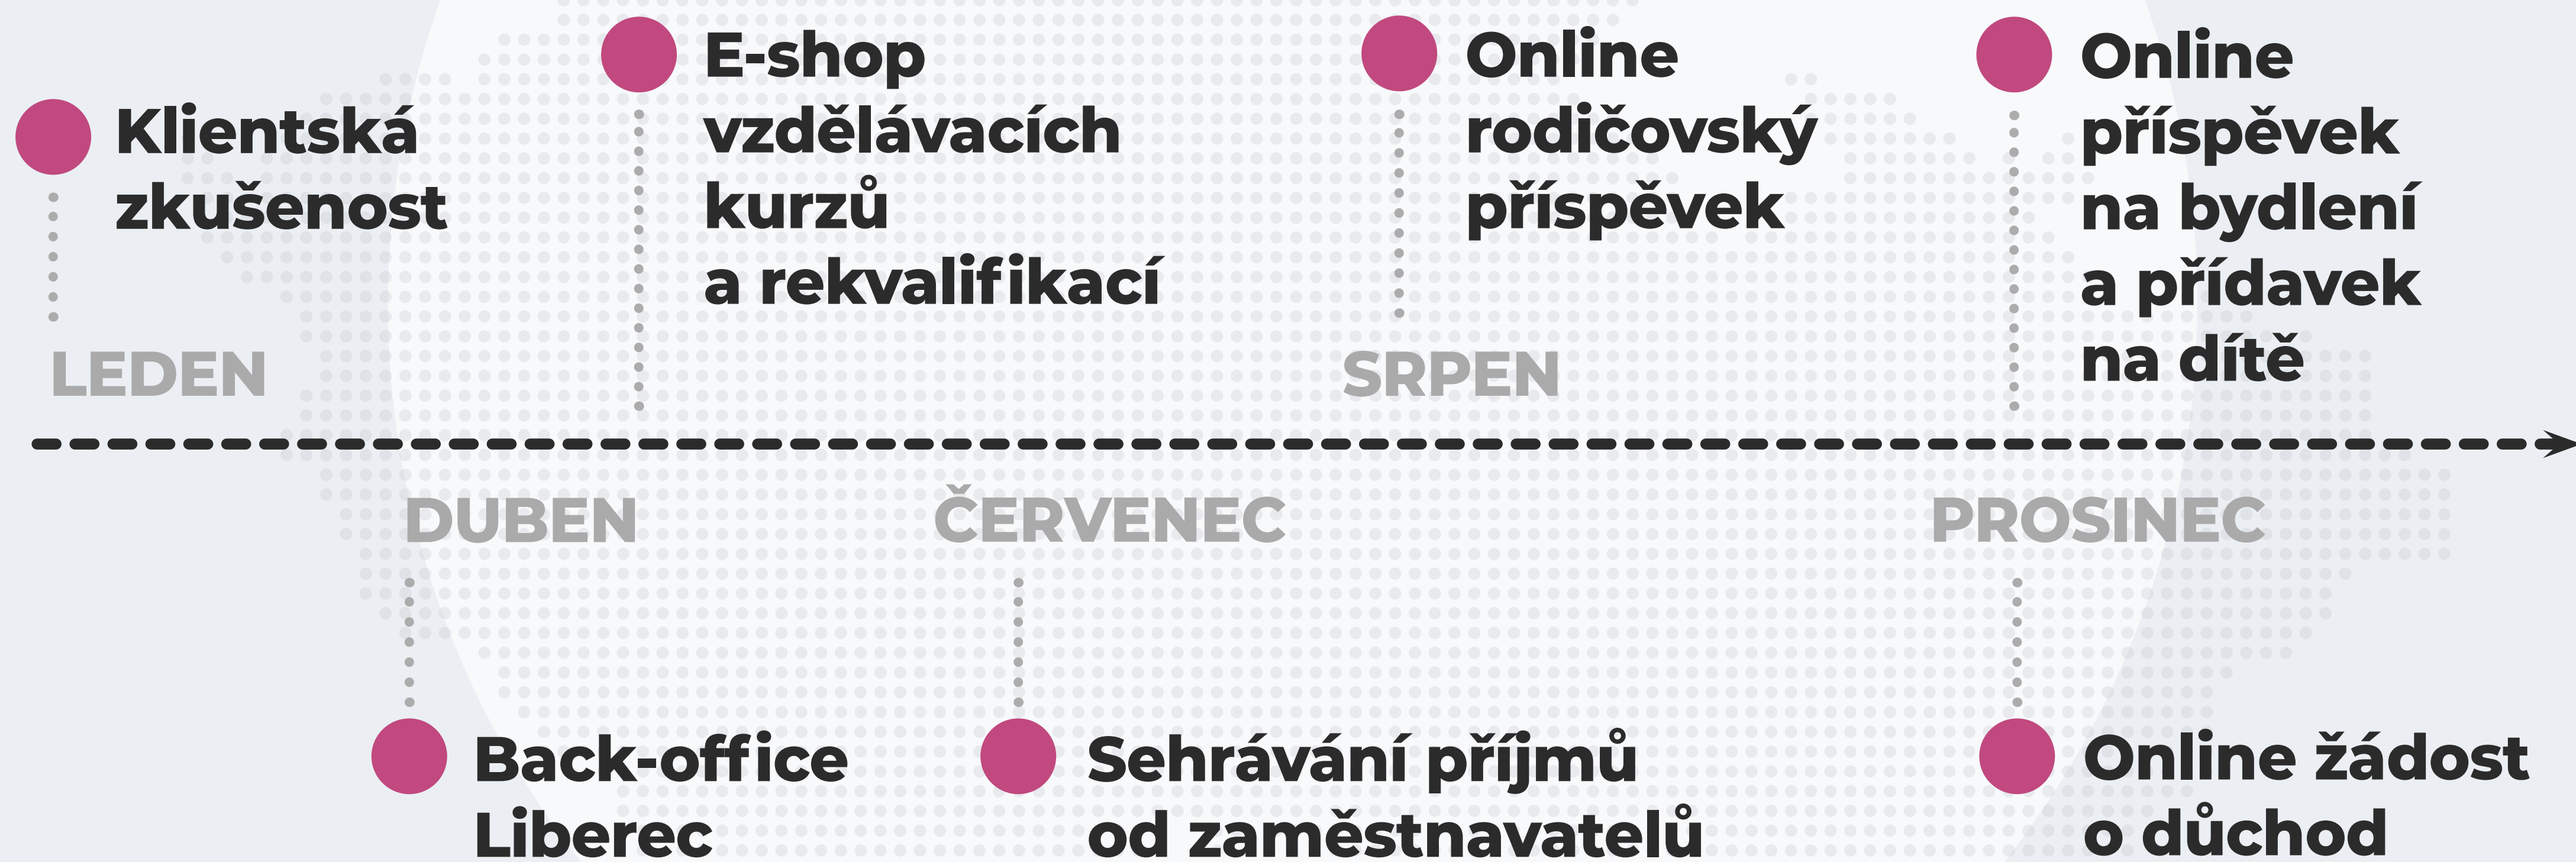 Klientská
zkušenost
LEDEN
E-shop
vzdělávacích
kurzů
a rekvalifikací
Online
rodičovský
příspěvek
SRPEN
Online
příspěvek
na bydlení
a přídavek
na dítě
DUBEN
Back-office
Liberec
ČERVENEC
Sehrávání příjmů
od zaměstnavatelů
PROSINEC
Online žádost
o důchod